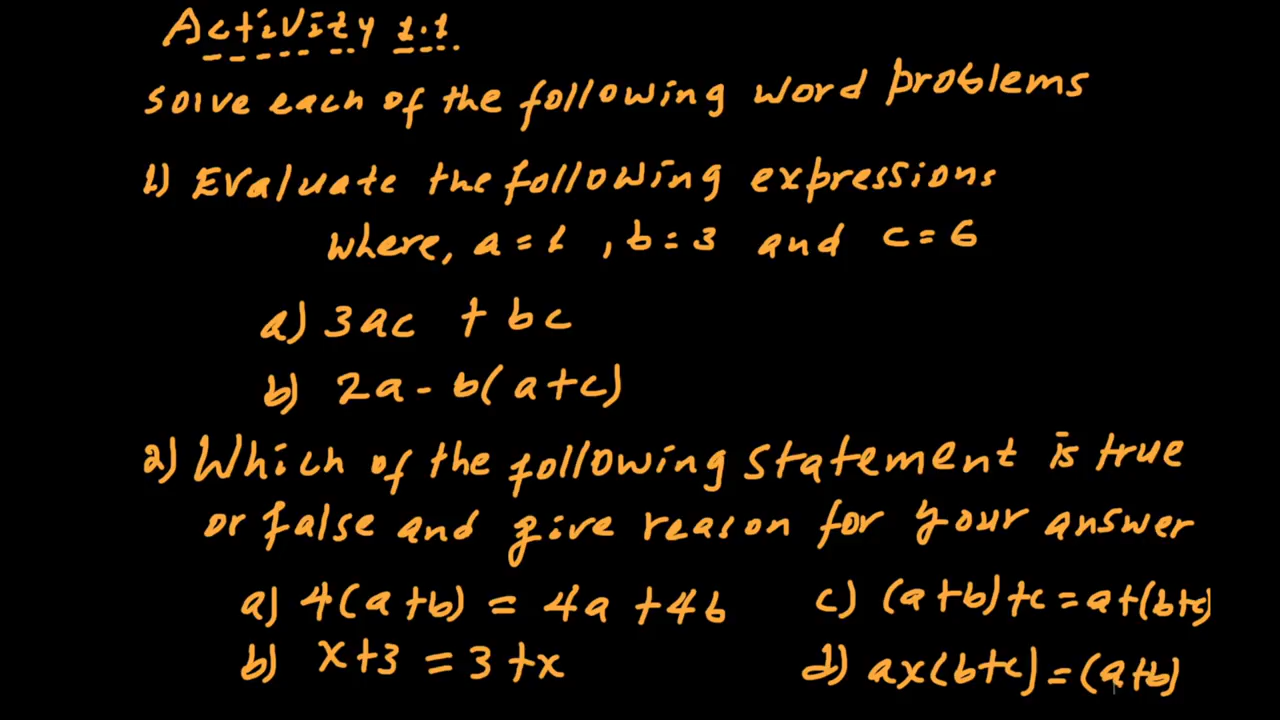 Activity 1.1
Solve each of the following word problems
1) Evaluate the following expressions
where, a = 1 , b = 3 and c = 6
a) 3ac + bc
b) 2a - b( a+c)
2) Which of the following statement is true
or false and give reason for your answer
a) 4(a+b) = 4a +4b
c) (a+b)+c = a+(b+c)
b) x+3 = 3+x
d) ax(b+c) = (a+b)